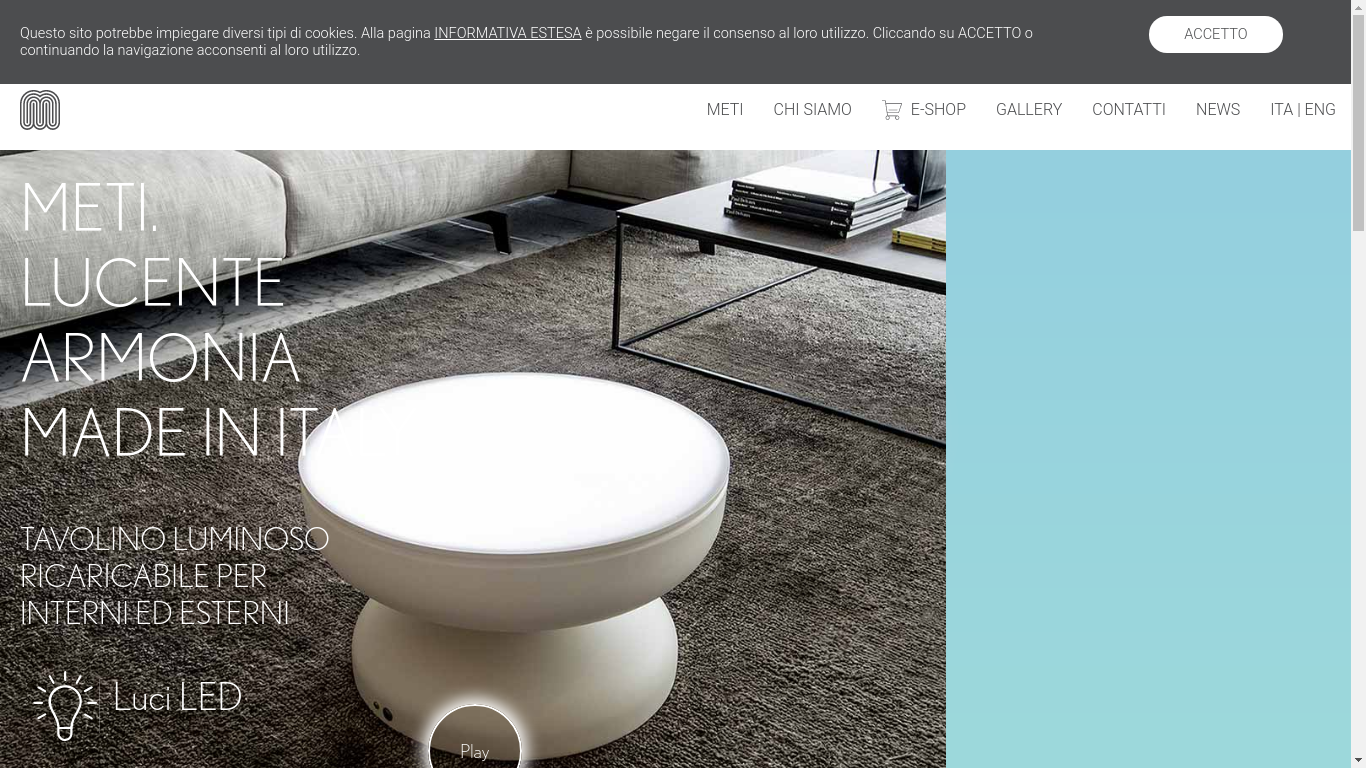 Questo sito potrebbe impiegare diversi tipi di cookies. Alla pagina INFORMATIVA ESTESA è possibile negare il consenso al loro utilizzo. Cliccando su ACCETTO o
continuando la navigazione acconsenti al loro utilizzo.
ACCETTO
METI CHI SIAMO E-SHOP GALLERY CONTATTI NEWS ITA | ENG
METI.
LUCENTE
ARMONIA
MADE IN
TAVOLINO LUMINOSO
RICARICABILE PER
INTERNI ED ESTERNI
Luci LED
Play